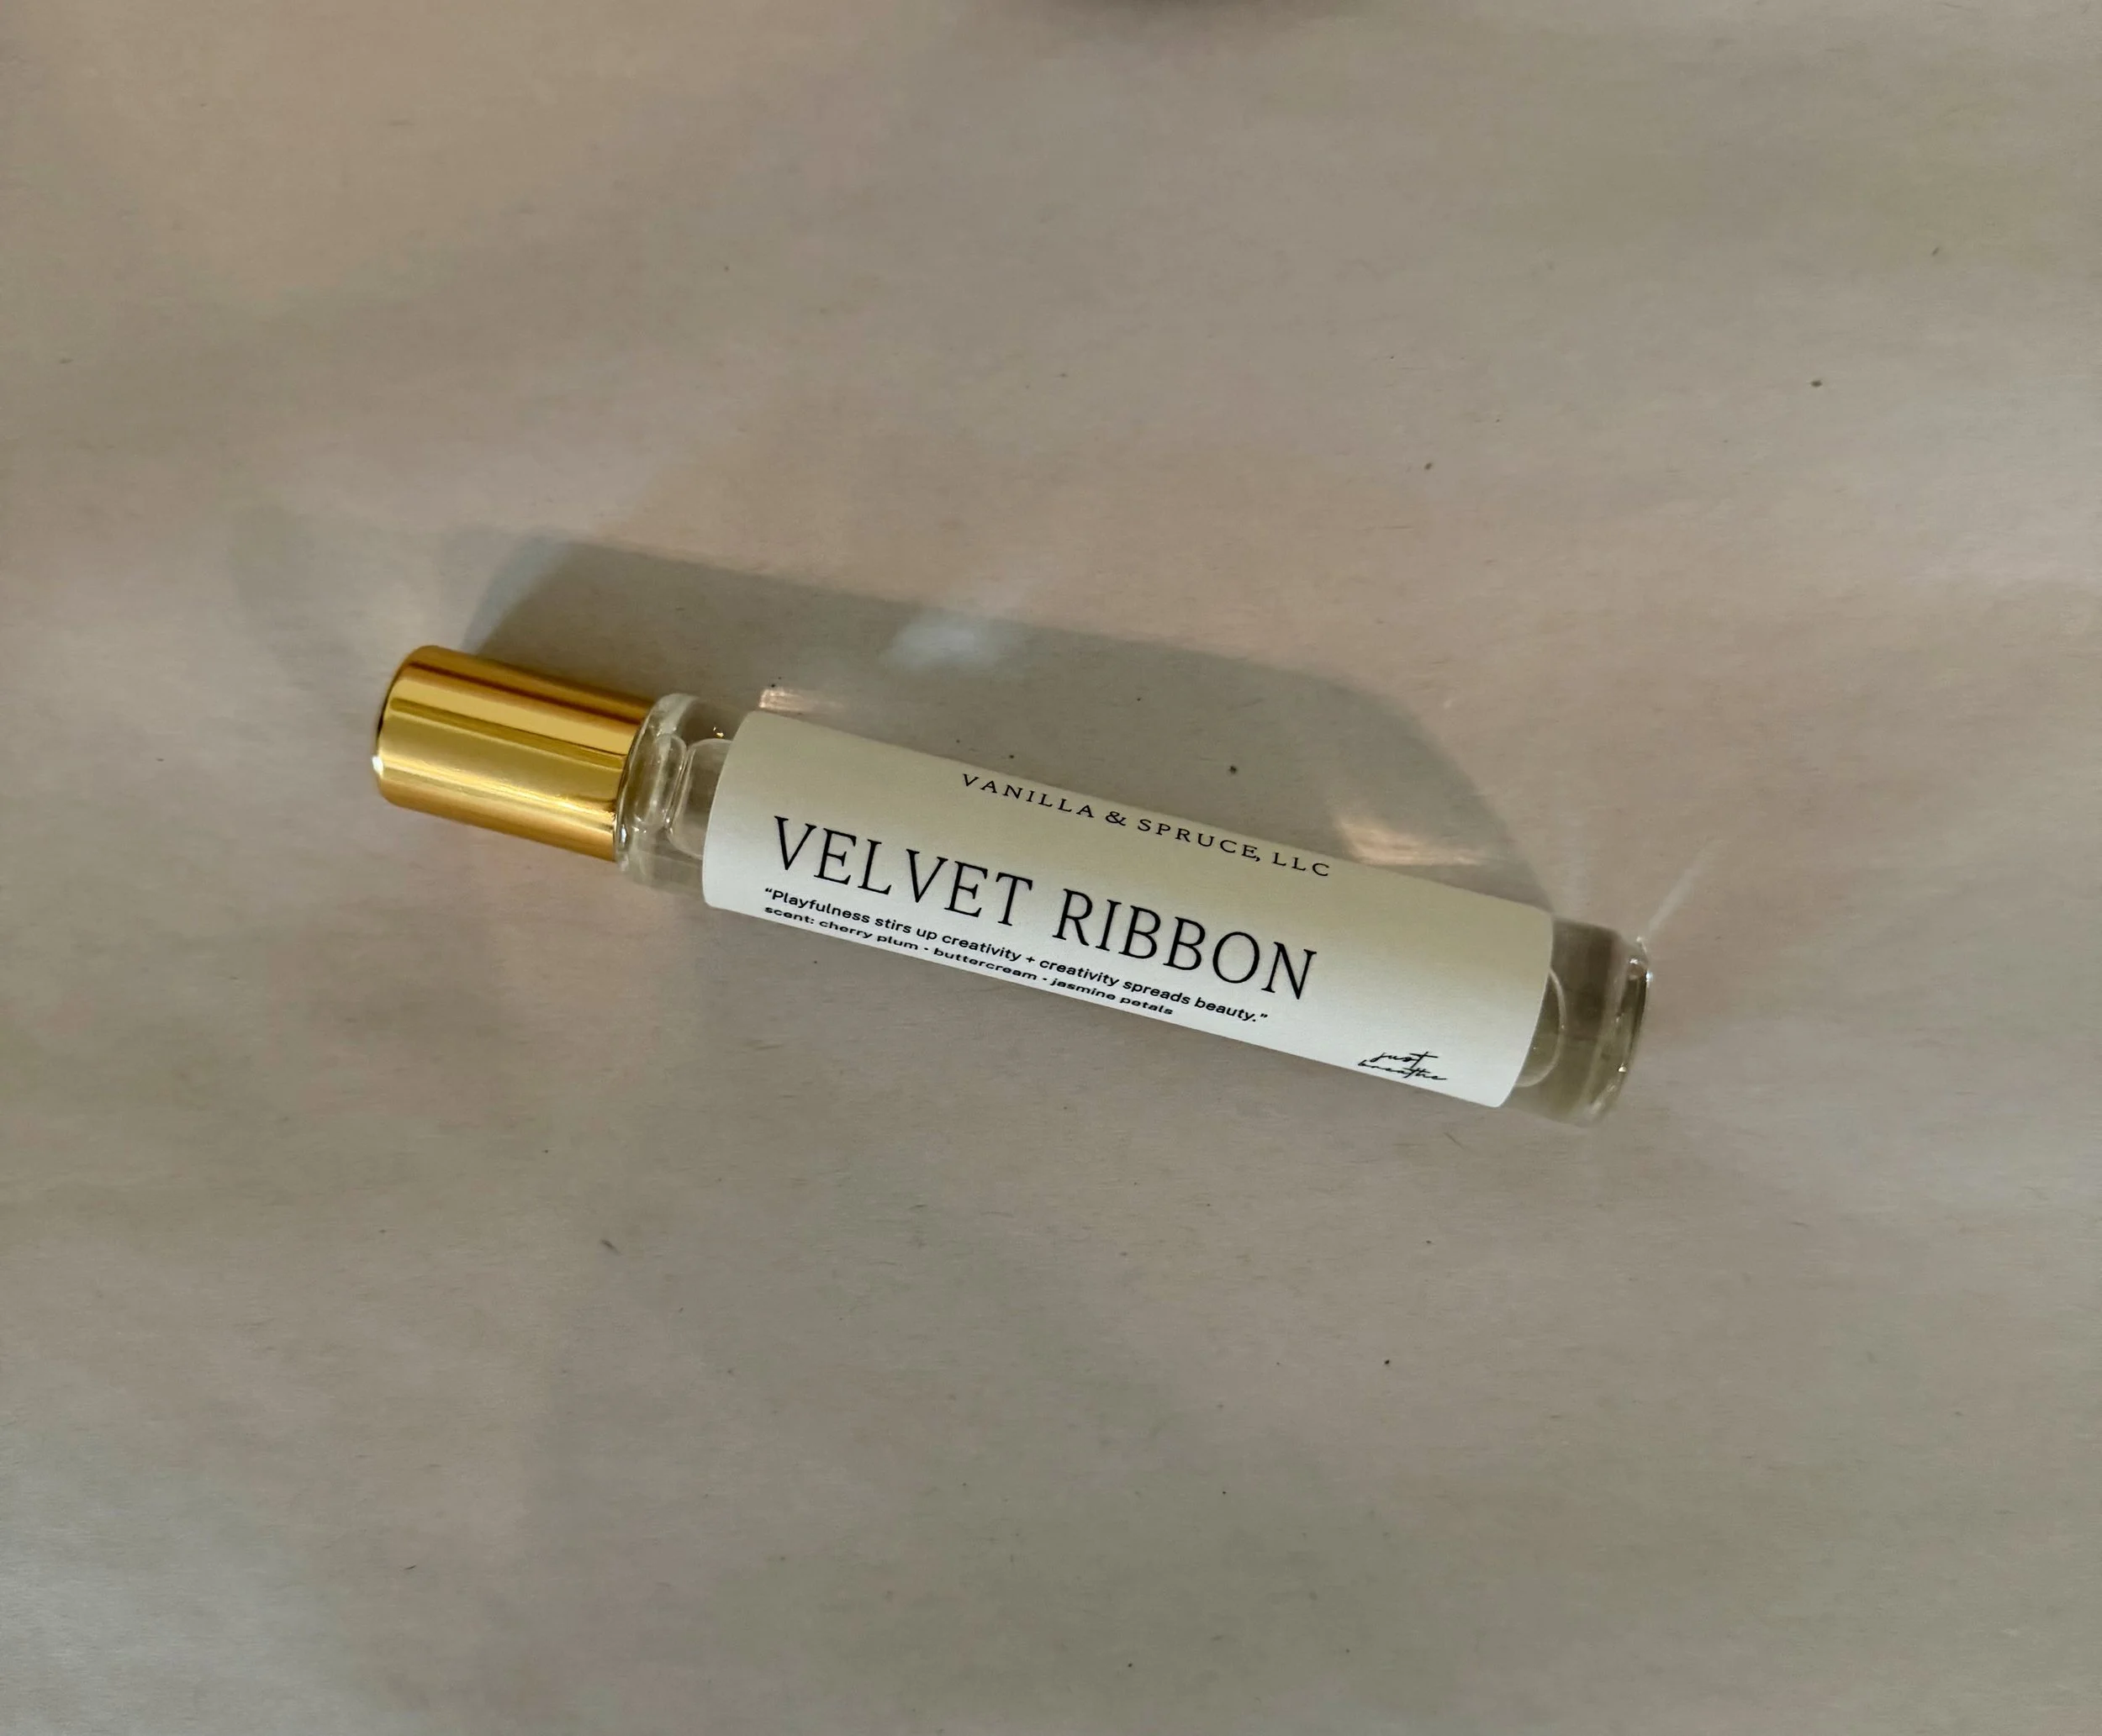 VANILLA & SPRUCE, LLC
VELVET RIBBON
“Playfulness stirs up creativity + creativity spreads beauty.”
scent: cherry plum - buttercream - jasmine petals
just
breathe